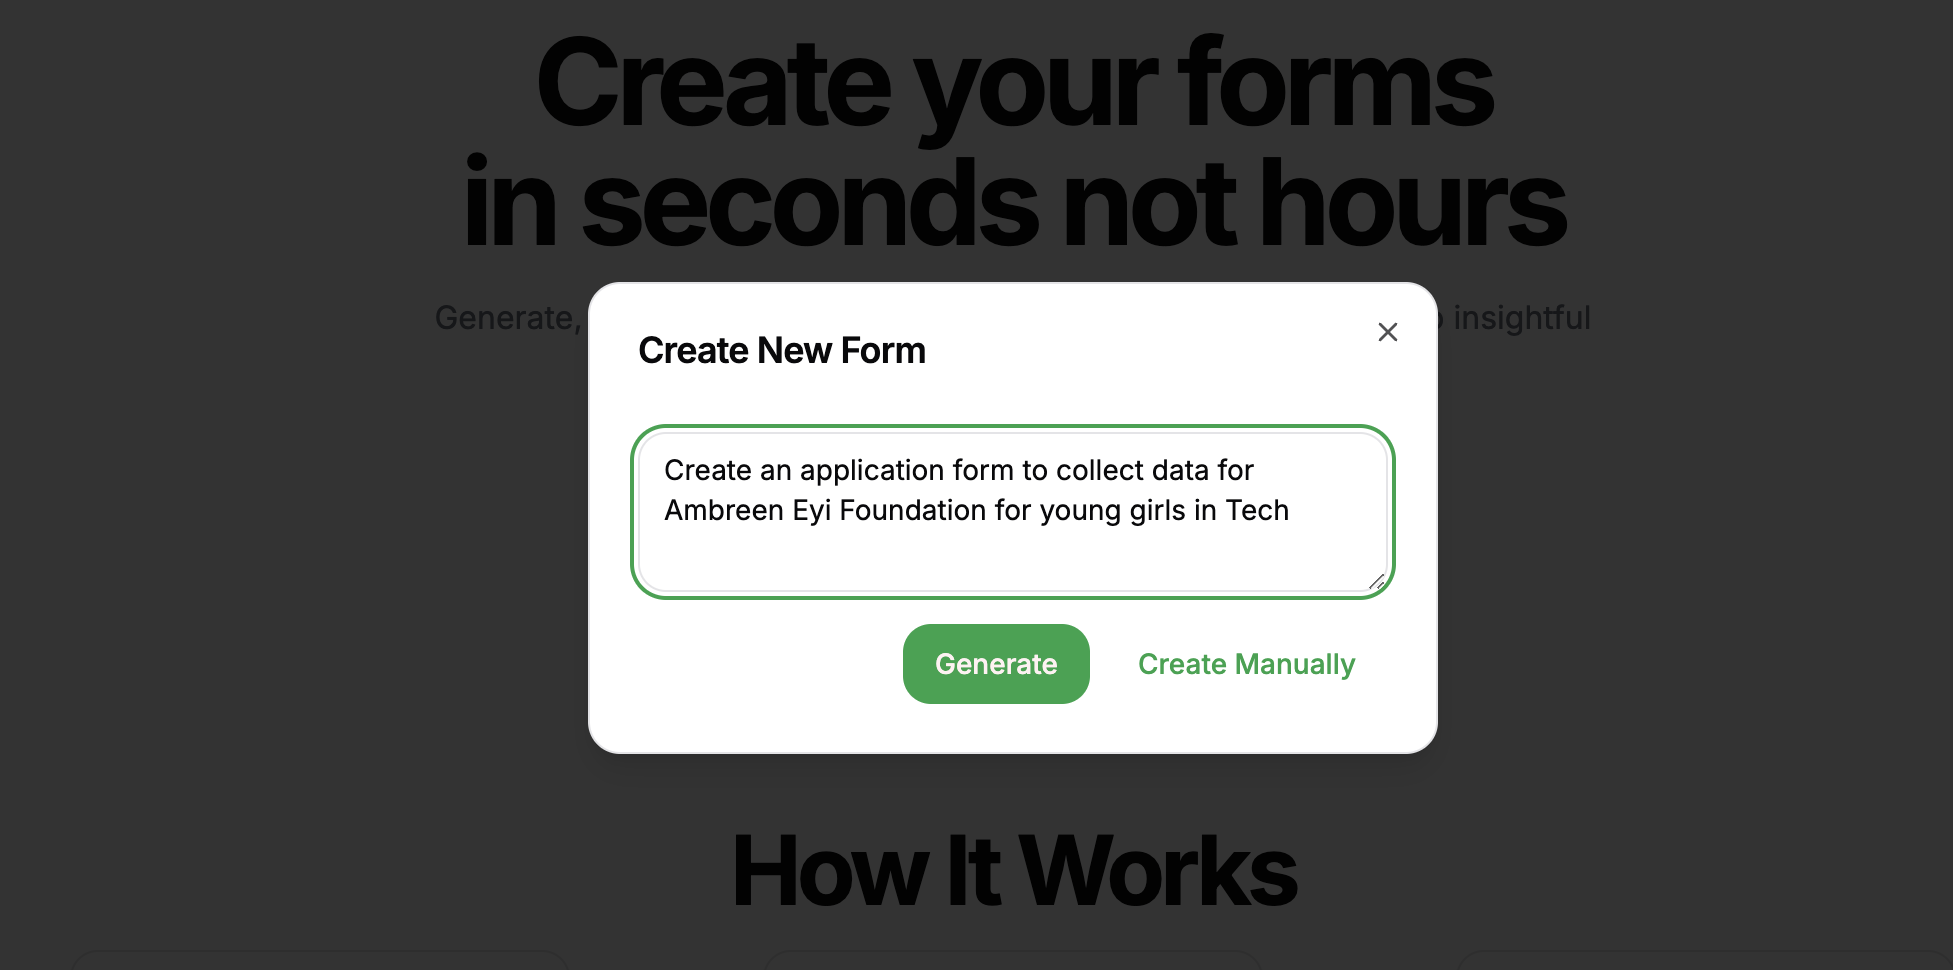 Create your forms
in seconds not hours
Generate, insightful
Create New Form
Create an application form to collect data for
Ambreen Eyi Foundation for young girls in Tech
Generate
Create Manually
How It Works